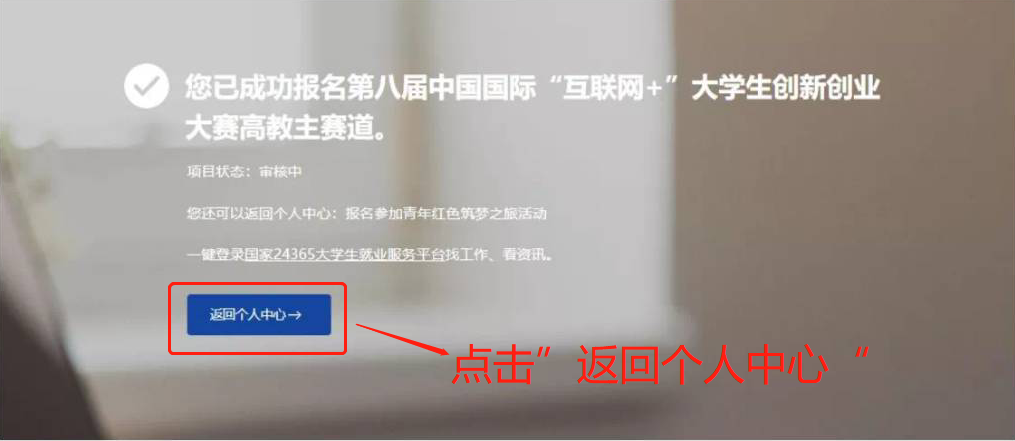 您已成功报名第八届中国国际“互联网+”大学生创新创业
大赛高教主赛道。
项目状态：审核中
您还可以返回个人中心：报名参加青年红色筑梦之旅活动
一键登录国家24365大学生就业服务平台找工作、看资讯。
返回个人中心→
点击”返回个人中心“